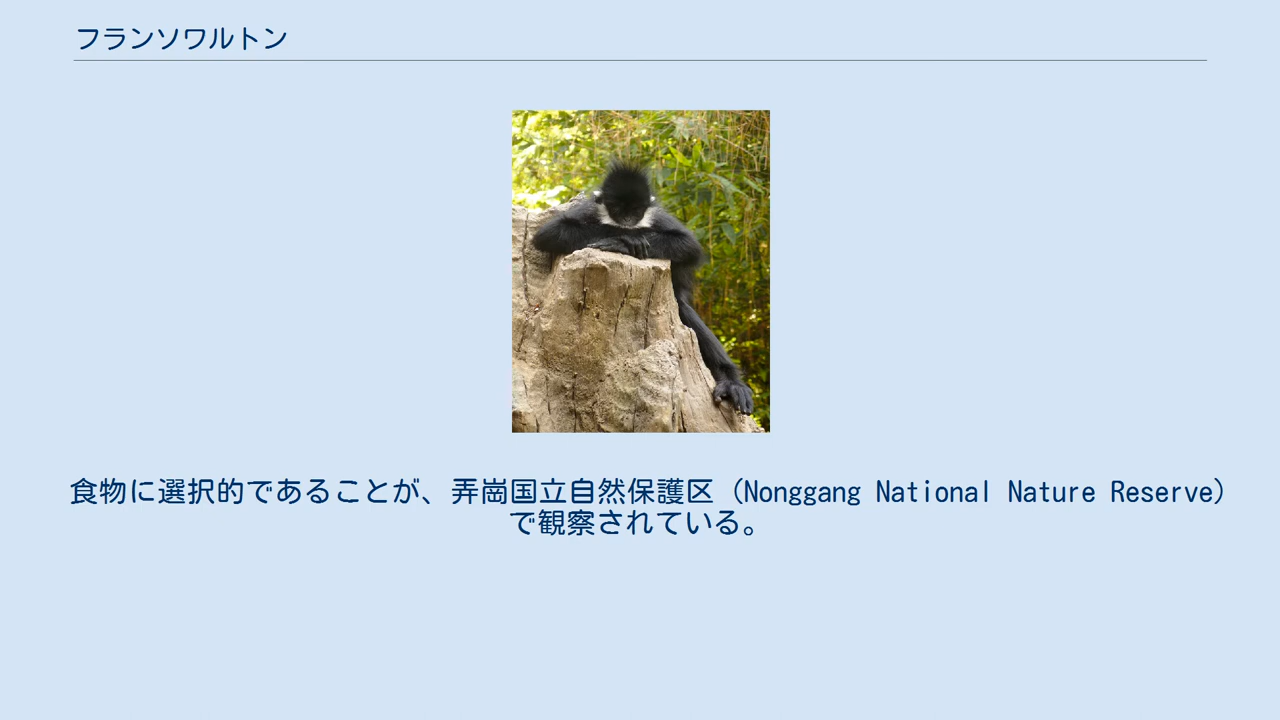 フランソワルトン
食物に選択的であることが、弄崗国立自然保護区（Nonggang National Nature Reserve）
で観察されている。